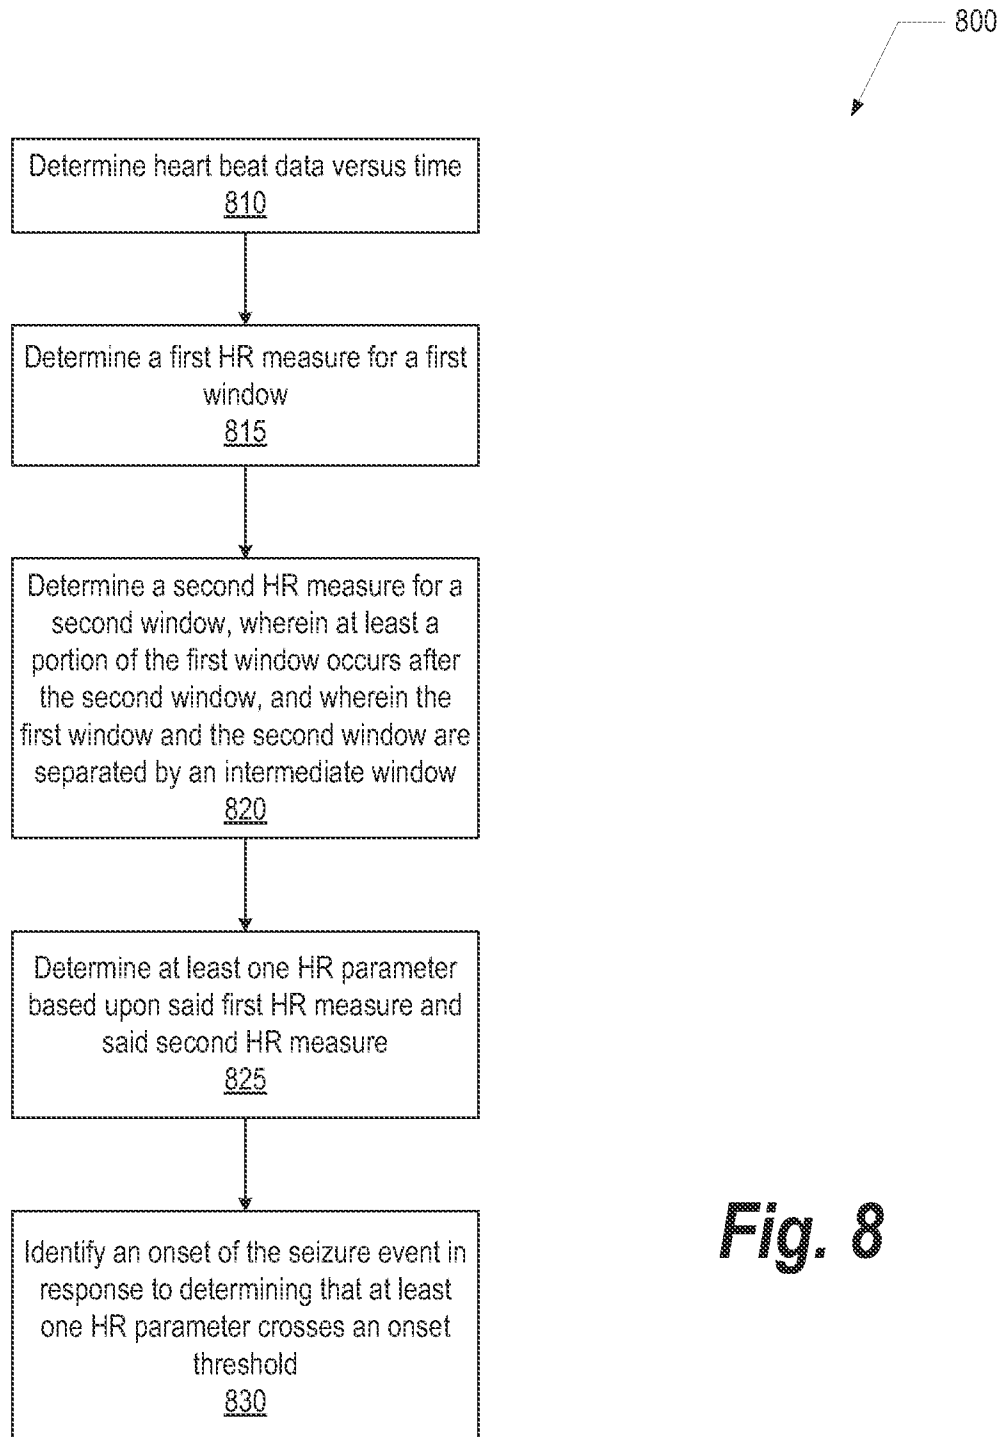 800
Determine heart beat data versus time
810
Determine a first HR measure for a first
window
815
Determine a second HR measure for a
second window, wherein at least a
portion of the first window occurs after
the second window, and wherein the
first window and the second window are
separated by an intermediate window
820
Determine at least one HR parameter
based upon said first HR measure and
said second HR measure
825
Identify an onset of the seizure event in
response to determining that at least
one HR parameter crosses an onset
threshold
830
Fig. 8